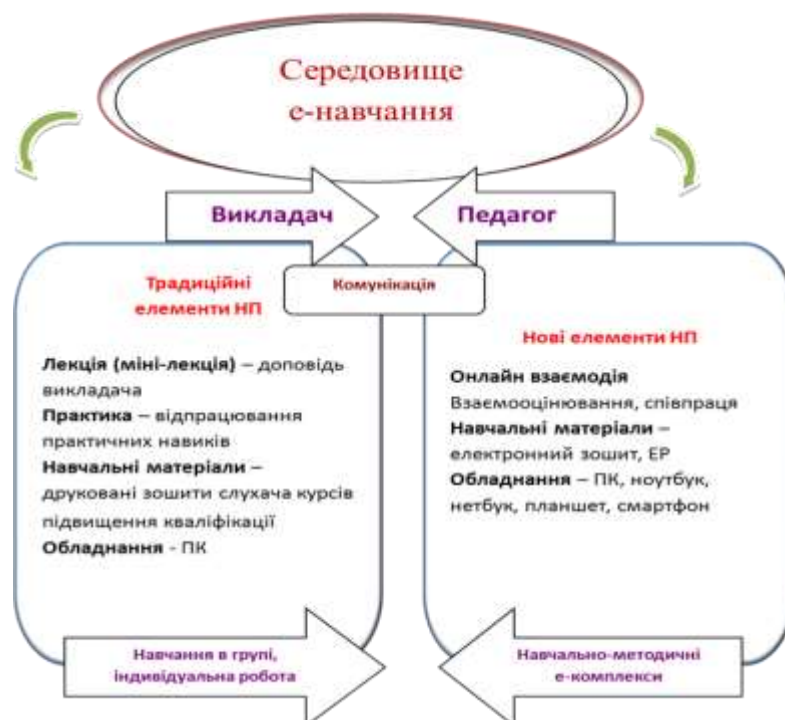 Середовище
е-навчання
Викладач
Педагог
Комунікація
Традиційні
елементи НП
Лекція (міні-лекція) – доповідь
викладача
Практика – відпрацювання
практичних навиків
Навчальні матеріали –
друковані зошити слухача курсів
підвищення кваліфікації
Обладнання - ПК
Нові елементи НП
Онлайн взаємодія
Взаємооцінювання, співпраця
Навчальні матеріали –
електронний зошит, ЕР
Обладнання – ПК, ноутбук,
нетбук, планшет, смартфон
Навчання в групі,
індивідуальна робота
Навчально-методичні
е-комплекси